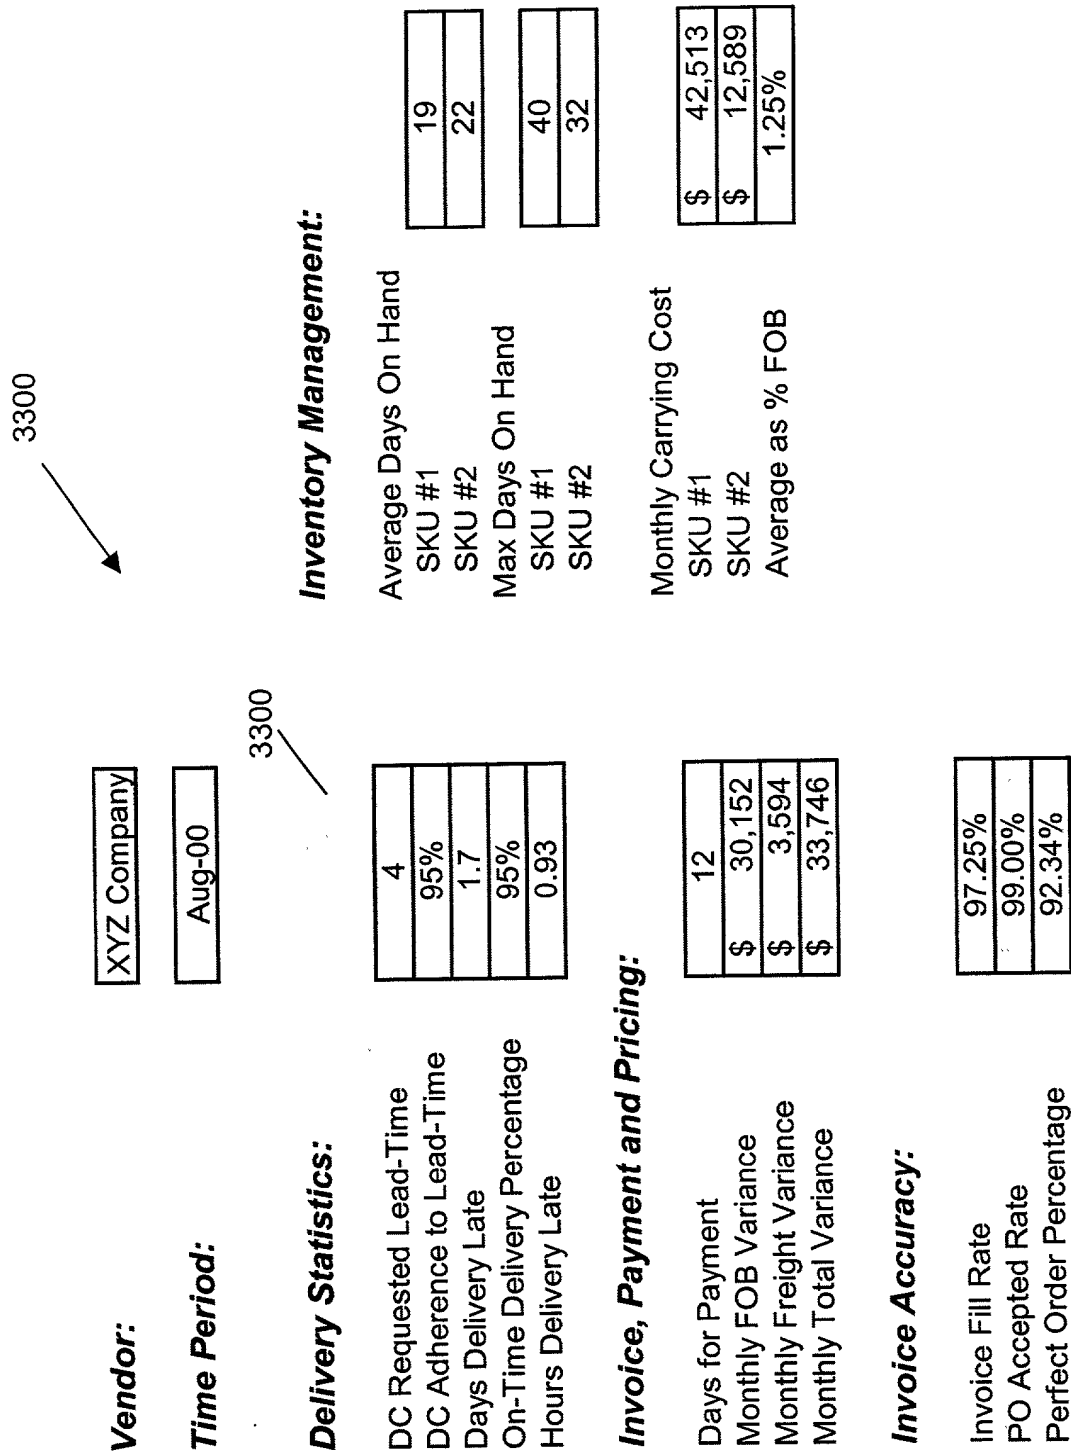 3300
Vendor: XYZ Company
Time Period: Aug-00
3300
Delivery Statistics:
DC Requested Lead-Time 4
DC Adherence to Lead-Time 95%
Days Delivery Late 1.7
On-Time Delivery Percentage 95%
Hours Delivery Late 0.93
Invoice, Payment and Pricing:
Days for Payment 12
Monthly FOB Variance $ 30,152
Monthly Freight Variance $ 3,594
Monthly Total Variance $ 33,746
Invoice Accuracy:
Invoice Fill Rate 97.25%
PO Accepted Rate 99.00%
Perfect Order Percentage 92.34%
Inventory Management:
Average Days On Hand
SKU #1 19
SKU #2 22
Max Days On Hand
SKU #1 40
SKU #2 32
Monthly Carrying Cost
SKU #1 $ 42,513
SKU #2 $ 12,589
Average as % FOB 1.25%